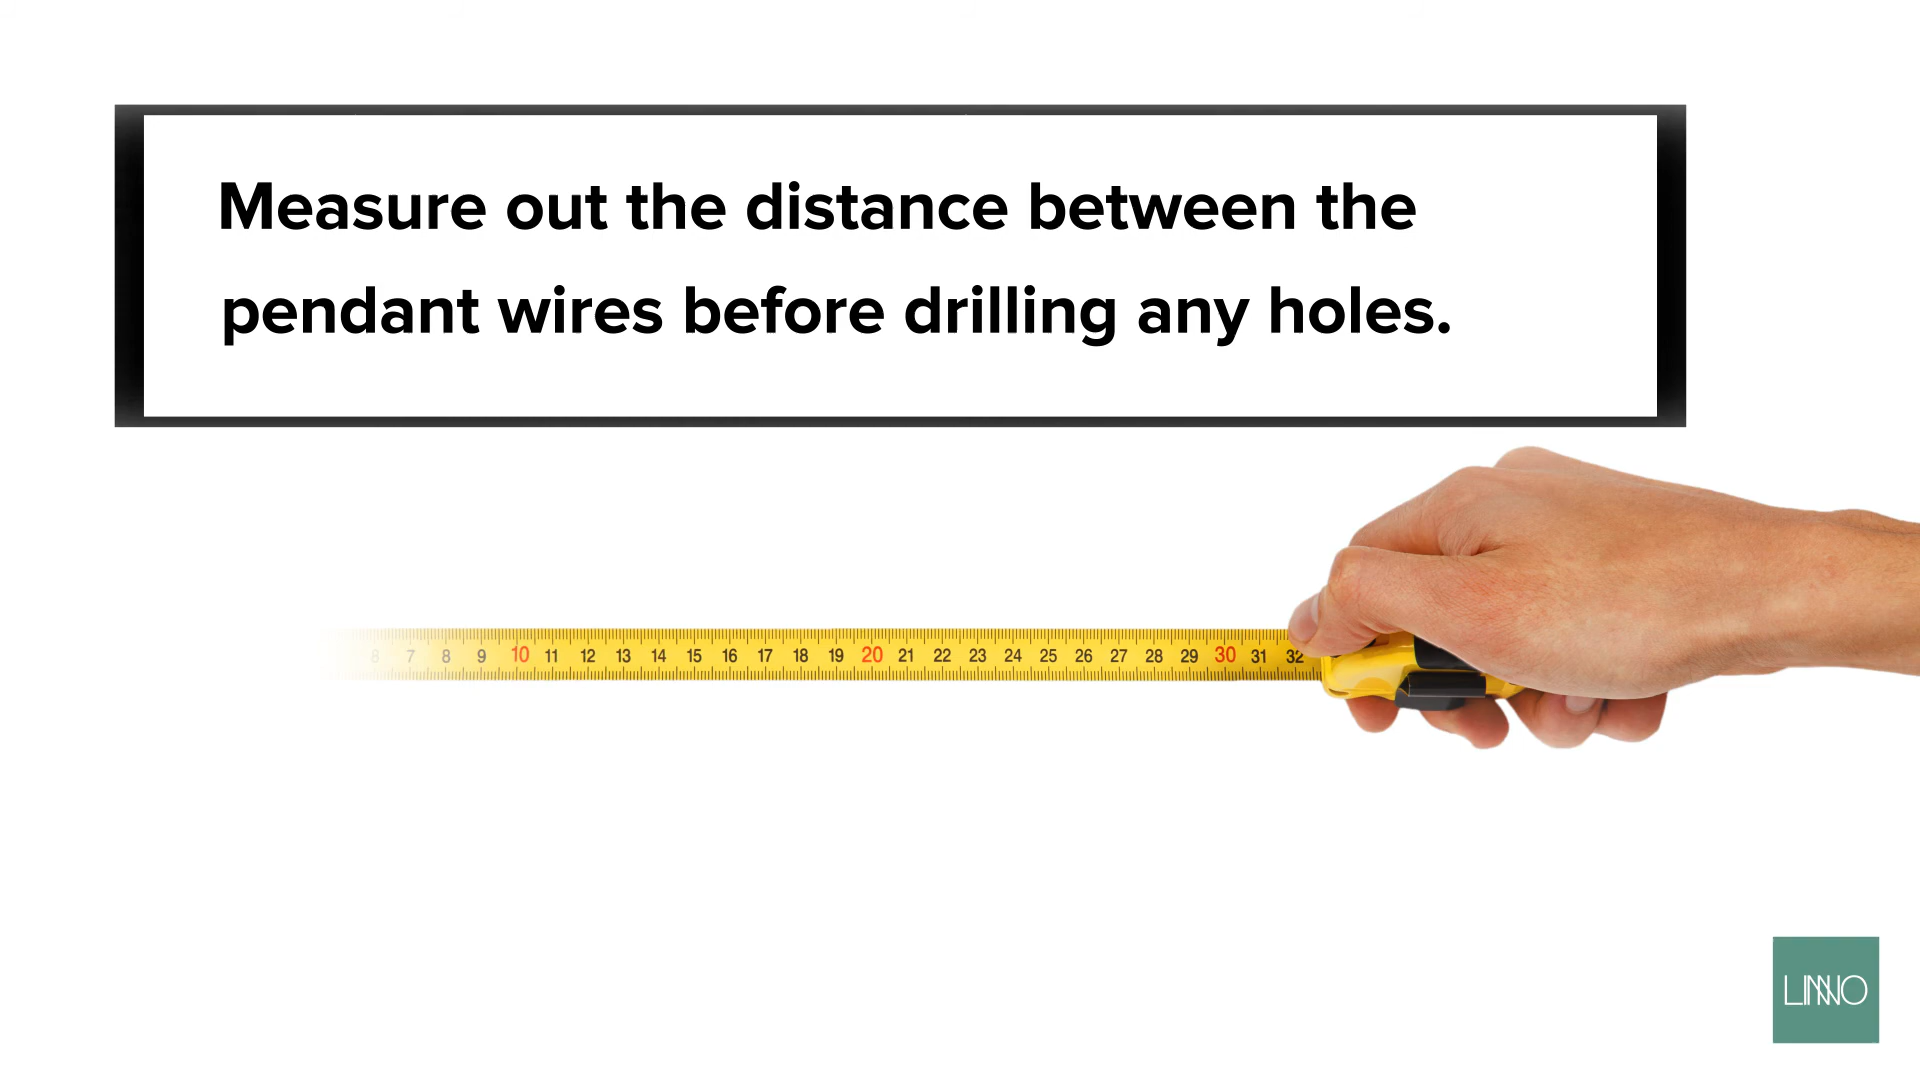 Measure out the distance between the
pendant wires before drilling any holes.
6 7 8 9 10 11 12 13 14 15 16 17 18 19 20 21 22 23 24 25 26 27 28 29 30 31 32
LINNO